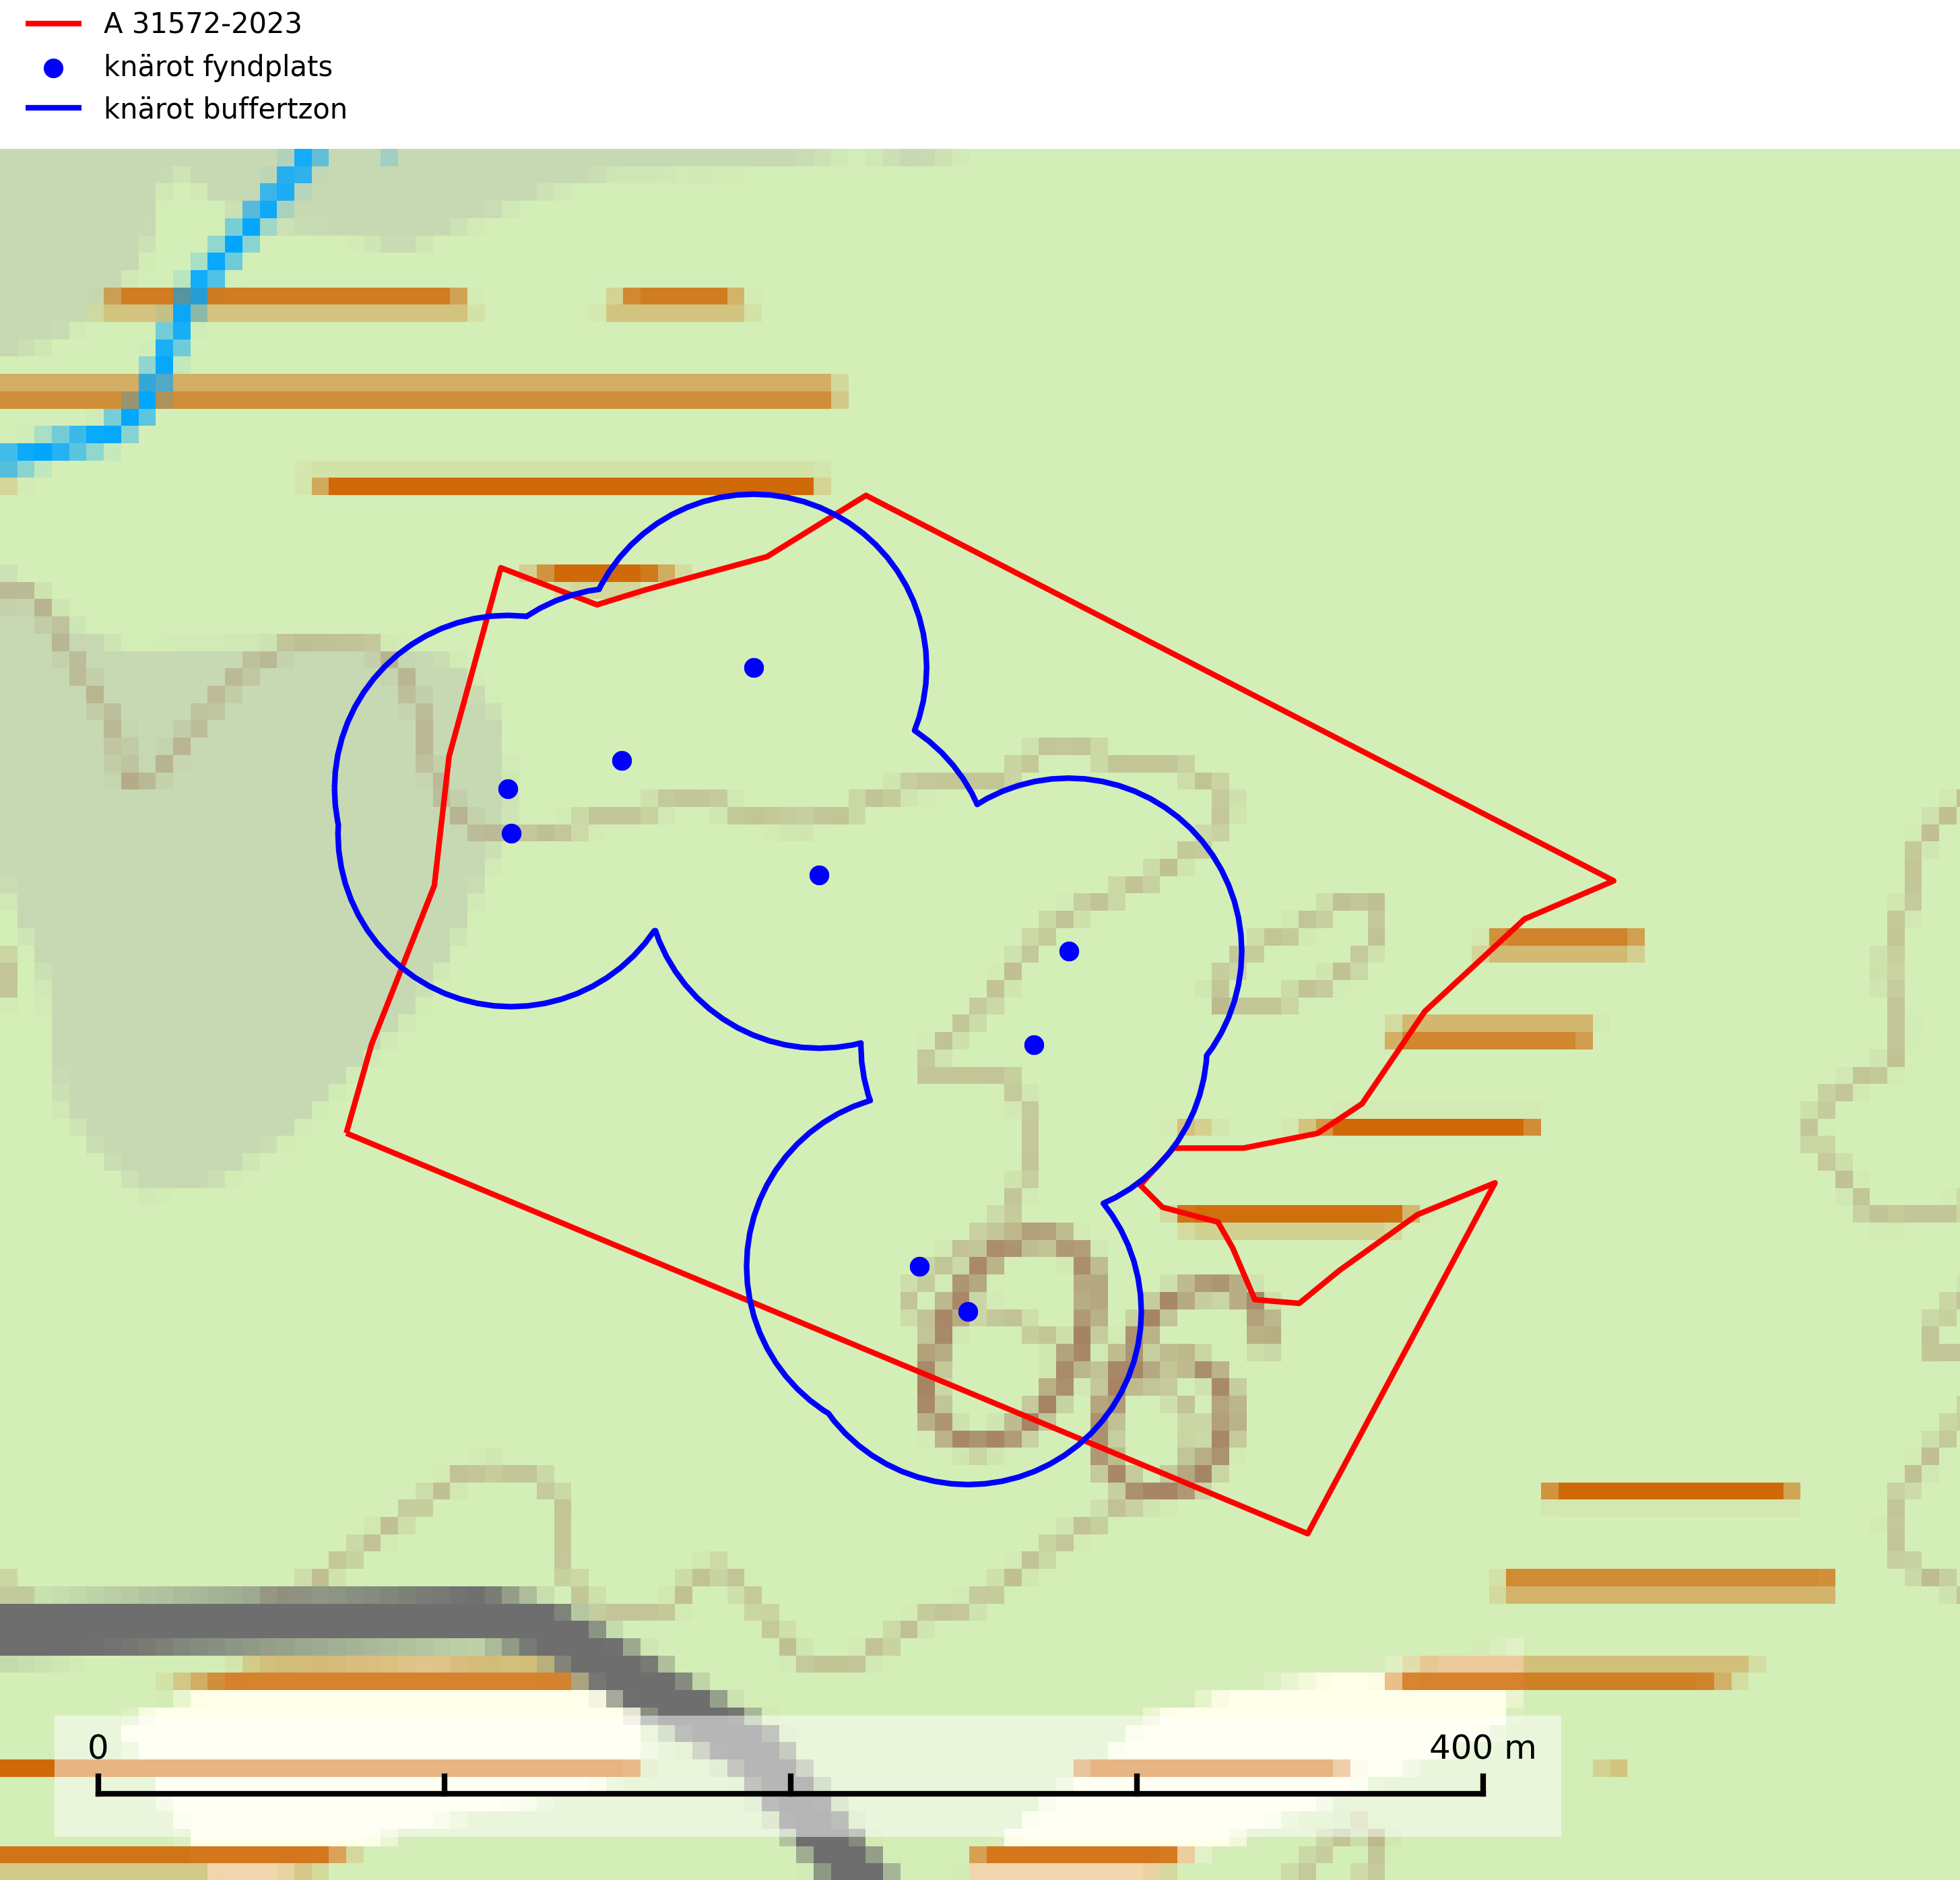 A 31572-2023
knärot fyndplats
knärot buffertzon
0
400 m